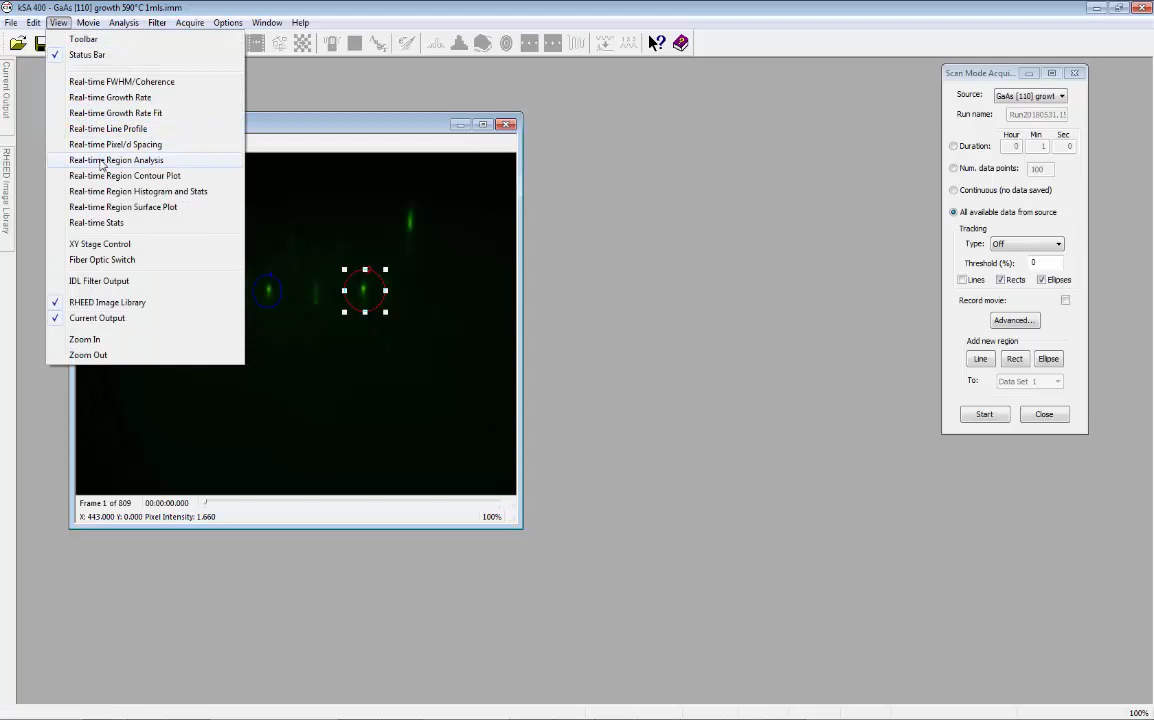 kSA 400 - GaAs [110] growth 590°C 1mls.imm
File Edit View Movie Analysis Filter Acquire Options Window Help
Toolbar
Status Bar
Real-time FWHM/Coherence
Real-time Growth Rate
Real-time Growth Rate Fit
Real-time Line Profile
Real-time Pixel/d Spacing
Real-time Region Analysis
Real-time Region Contour Plot
Real-time Region Histogram and Stats
Real-time Region Surface Plot
Real-time Stats
XY Stage Control
Fiber Optic Switch
IDL Filter Output
RHEED Image Library
Current Output
Zoom In
Zoom Out
Current Output
RHEED Image Library
Frame 1 of 809 00:00:00.000
X: 443.000 Y: 0.000 Pixel Intensity: 1.660 100%
Scan Mode Acqui...
Source: GaAs [110] growt
Run name: Run20180531.15
Hour Min Sec
Duration: 0 1 0
Num. data points: 100
Continuous (no data saved)
All available data from source
Tracking
Type: Off
Threshold (%): 0
Lines Rects Ellipses
Record movie:
Advanced...
Add new region
Line Rect Ellipse
To: Data Set 1
Start Close
100%